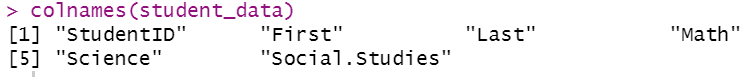 > colnames(student_data)
[1] "StudentID"      "First"          "Last"           "Math"
[5] "Science"        "Social.Studies"